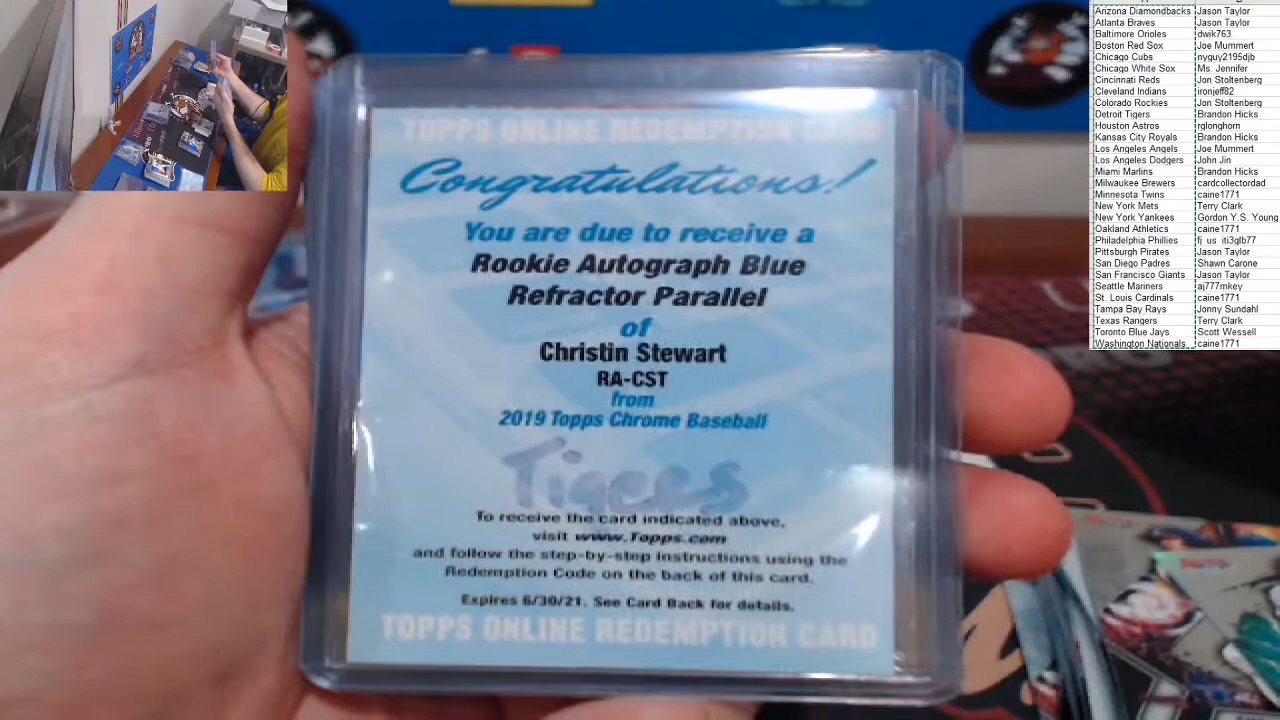 TOPPS ONLINE REDEMPTION CARD
Congratulations!
You are due to receive a
Rookie Autograph Blue
Refractor Parallel
of
Christin Stewart
RA-CST
from
2019 Topps Chrome Baseball
Tigers
To receive the card indicated above,
visit www.Topps.com
and follow the step-by-step instructions using the
Redemption Code on the back of this card.
Expires 6/30/21. See Card Back for details.
TOPPS ONLINE REDEMPTION CARD
Arizona Diamondbacks Jason Taylor
Atlanta Braves Jason Taylor
Baltimore Orioles dwik763
Boston Red Sox Joe Mummert
Chicago Cubs nyguy2195djb
Chicago White Sox Ms. Jennifer
Cincinnati Reds Jon Stoltenberg
Cleveland Indians ironjeff82
Colorado Rockies Jon Stoltenberg
Detroit Tigers Brandon Hicks
Houston Astros rglonghorn
Kansas City Royals Brandon Hicks
Los Angeles Angels Joe Mummert
Los Angeles Dodgers John Jin
Miami Marlins Brandon Hicks
Milwaukee Brewers cardcollectordad
Minnesota Twins caine1771
New York Mets Terry Clark
New York Yankees Gordon Y.S. Young
Oakland Athletics caine1771
Philadelphia Phillies fj_us_iti3glb77
Pittsburgh Pirates Jason Taylor
San Diego Padres Shawn Carone
San Francisco Giants Jason Taylor
Seattle Mariners aj777mkey
St. Louis Cardinals caine1771
Tampa Bay Rays Jonny Sundahl
Texas Rangers Terry Clark
Toronto Blue Jays Scott Wessell
Washington Nationals caine1771